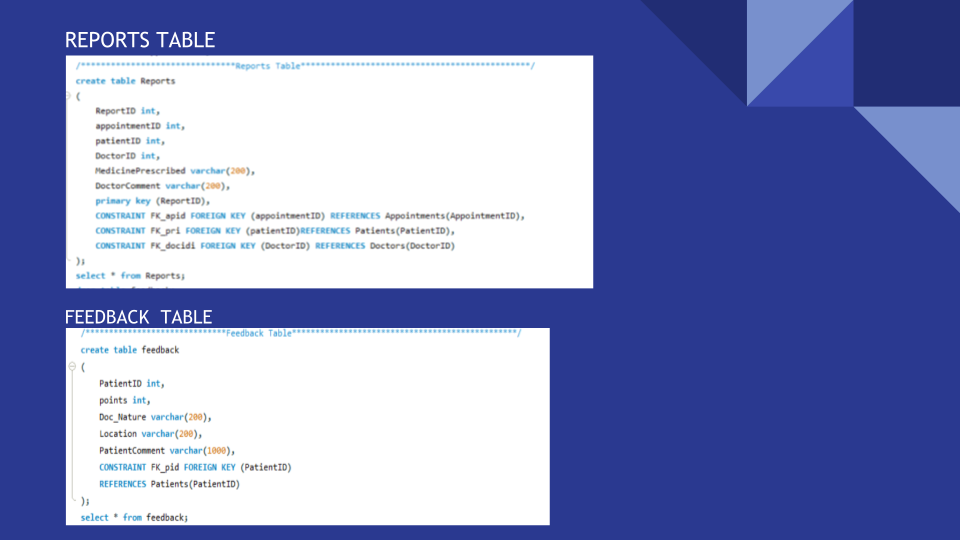 REPORTS TABLE
/********************************Reports Table***********************************************/
create table Reports
(
ReportID int,
appointmentID int,
patientID int,
DoctorID int,
MedicinePrescribed varchar(200),
DoctorComment varchar(200),
primary key (ReportID),
CONSTRAINT FK_apid FOREIGN KEY (appointmentID) REFERENCES Appointments(AppointmentID),
CONSTRAINT FK_pri FOREIGN KEY (patientID)REFERENCES Patients(PatientID),
CONSTRAINT FK_docidi FOREIGN KEY (DoctorID) REFERENCES Doctors(DoctorID)
);
select * from Reports;
FEEDBACK TABLE
/*****************************Feedback Table************************************************/
create table feedback
(
PatientID int,
points int,
Doc_Nature varchar(200),
Location varchar(200),
PatientComment varchar(1000),
CONSTRAINT FK_pid FOREIGN KEY (PatientID)
REFERENCES Patients(PatientID)
);
select * from feedback;